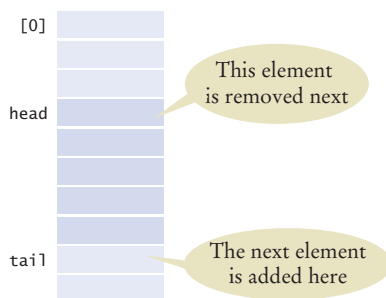 [0]
This element
is removed next
head
The next element
is added here
tail